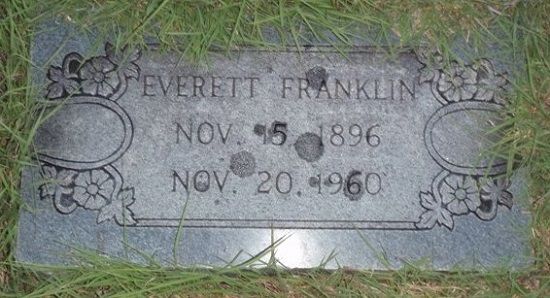 EVERETT FRANKLIN
NOV. 15 1896
NOV. 20. 1960